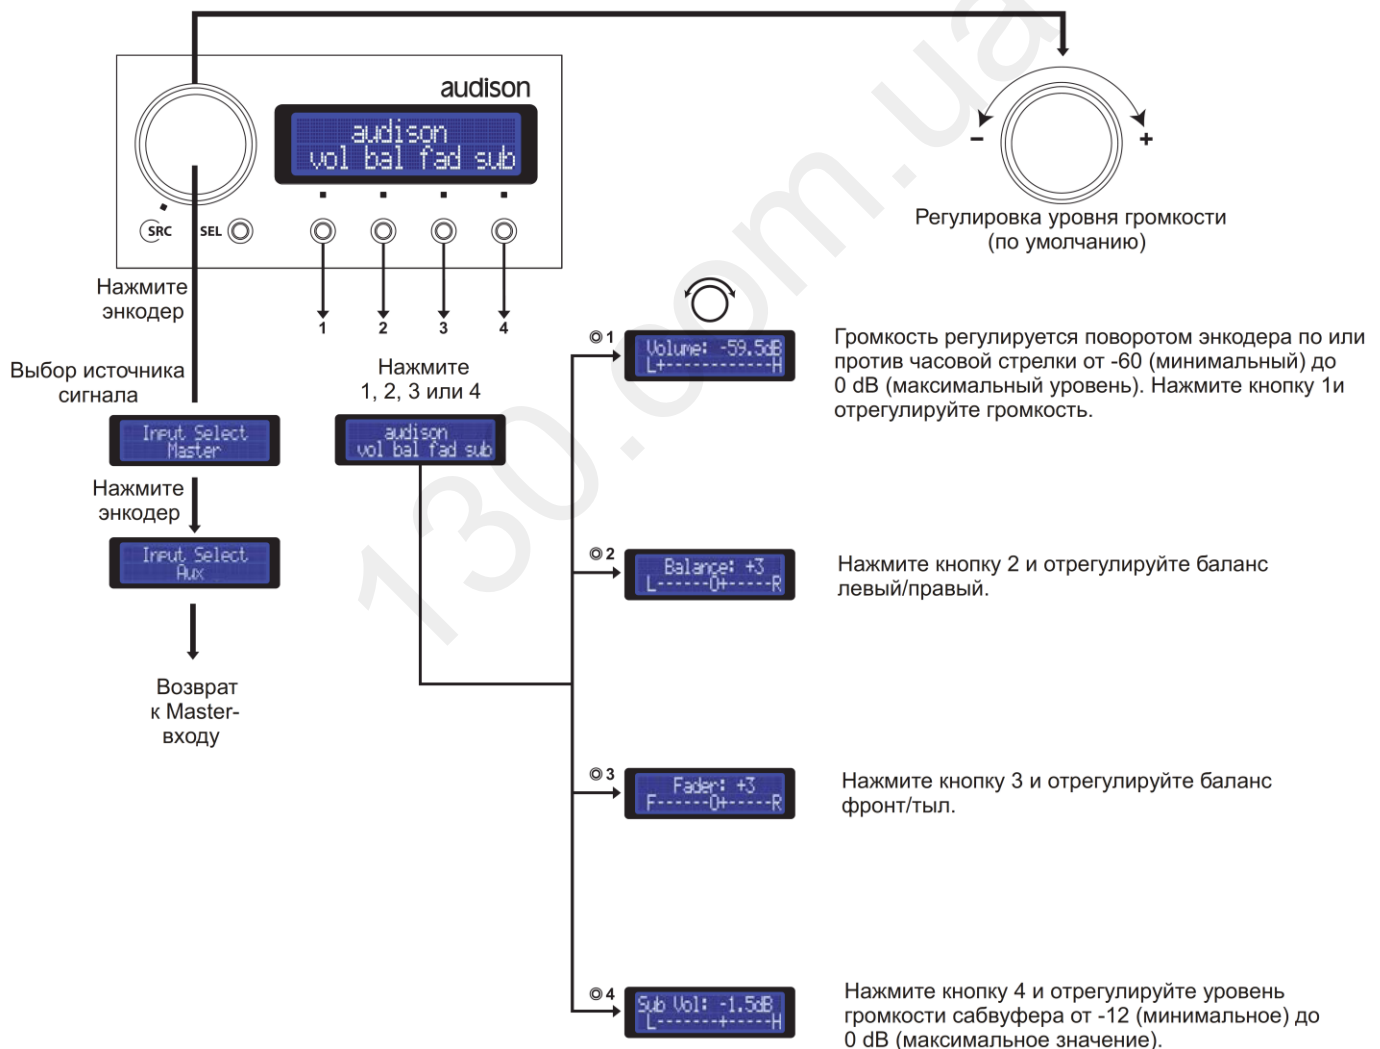 audison
audison
vol bal fad sub
SRC
SEL
- +
Регулировка уровня громкости
(по умолчанию)
Нажмите
энкодер
1 2 3 4
Выбор источника
сигнала
Input Select
Master
Нажмите
энкодер
Input Select
Aux
Возврат
к Master-
входу
Нажмите
1, 2, 3 или 4
audison
vol bal fad sub
1
Volume: -59.5dB
L+------------H
Громкость регулируется поворотом энкодера по или
против часовой стрелки от -60 (минимальный) до
0 dB (максимальный уровень). Нажмите кнопку 1и
отрегулируйте громкость.
2
Balance: +3
L------0+-----R
Нажмите кнопку 2 и отрегулируйте баланс
левый/правый.
3
Fader: +3
F------0+-----R
Нажмите кнопку 3 и отрегулируйте баланс
фронт/тыл.
4
Sub Vol: -1.5dB
L-------+-----H
Нажмите кнопку 4 и отрегулируйте уровень
громкости сабвуфера от -12 (минимальное) до
0 dB (максимальное значение).
130.com.ua